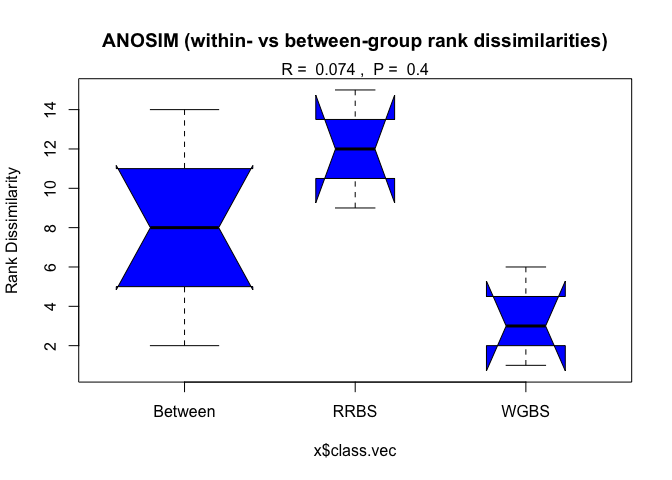 ANOSIM (within- vs between-group rank dissimilarities)
R =  0.074 ,  P =  0.4
Rank Dissimilarity
14
12
10
8
6
4
2
Between
RRBS
WGBS
x$class.vec